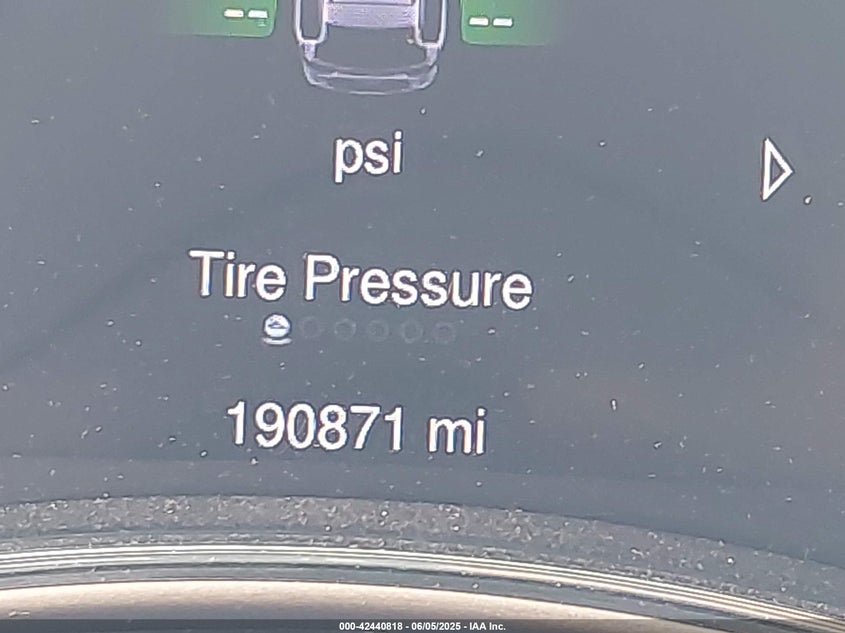 -- --
psi
Tire Pressure
190871 mi
000-42440818 - 06/05/2025 - IAA Inc.